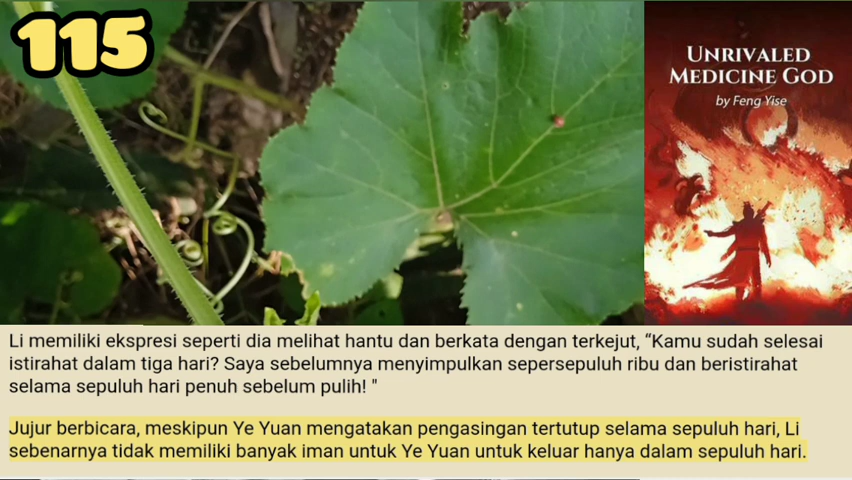 115
UNRIVALED
MEDICINE GOD
by Feng Yise
Li memiliki ekspresi seperti dia melihat hantu dan berkata dengan terkejut, “Kamu sudah selesai
istirahat dalam tiga hari? Saya sebelumnya menyimpulkan sepersepuluh ribu dan beristirahat
selama sepuluh hari penuh sebelum pulih! "
Jujur berbicara, meskipun Ye Yuan mengatakan pengasingan tertutup selama sepuluh hari, Li
sebenarnya tidak memiliki banyak iman untuk Ye Yuan untuk keluar hanya dalam sepuluh hari.